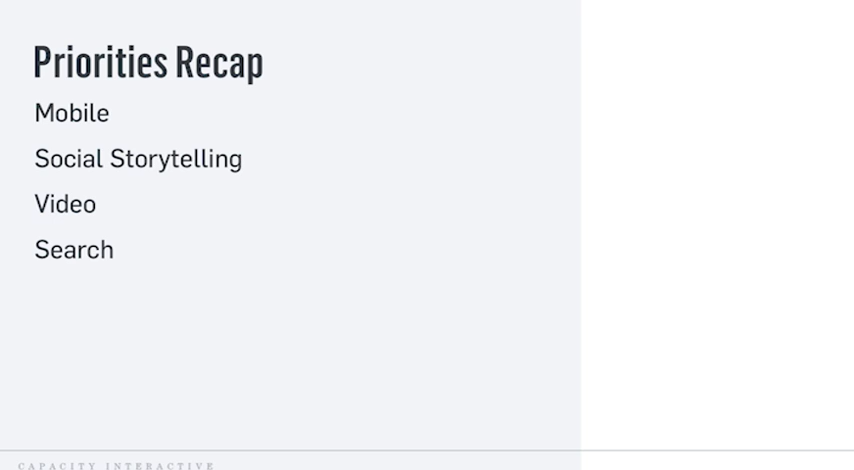 Priorities Recap
Mobile
Social Storytelling
Video
Search
CAPACITY INTERACTIVE